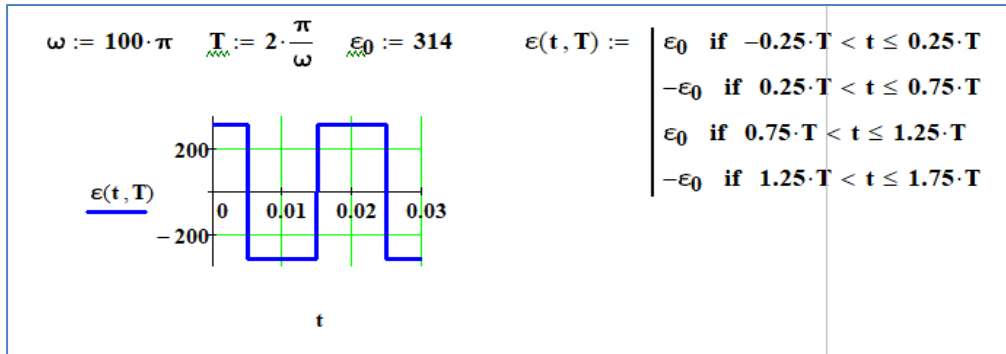 ω := 100·π   T := 2·π/ω   ε₀ := 314   ε(t,T) :=
ε₀ if −0.25·T < t ≤ 0.25·T
−ε₀ if 0.25·T < t ≤ 0.75·T
ε₀ if 0.75·T < t ≤ 1.25·T
−ε₀ if 1.25·T < t ≤ 1.75·T
200
ε(t,T)
0 0.01 0.02 0.03
−200
t